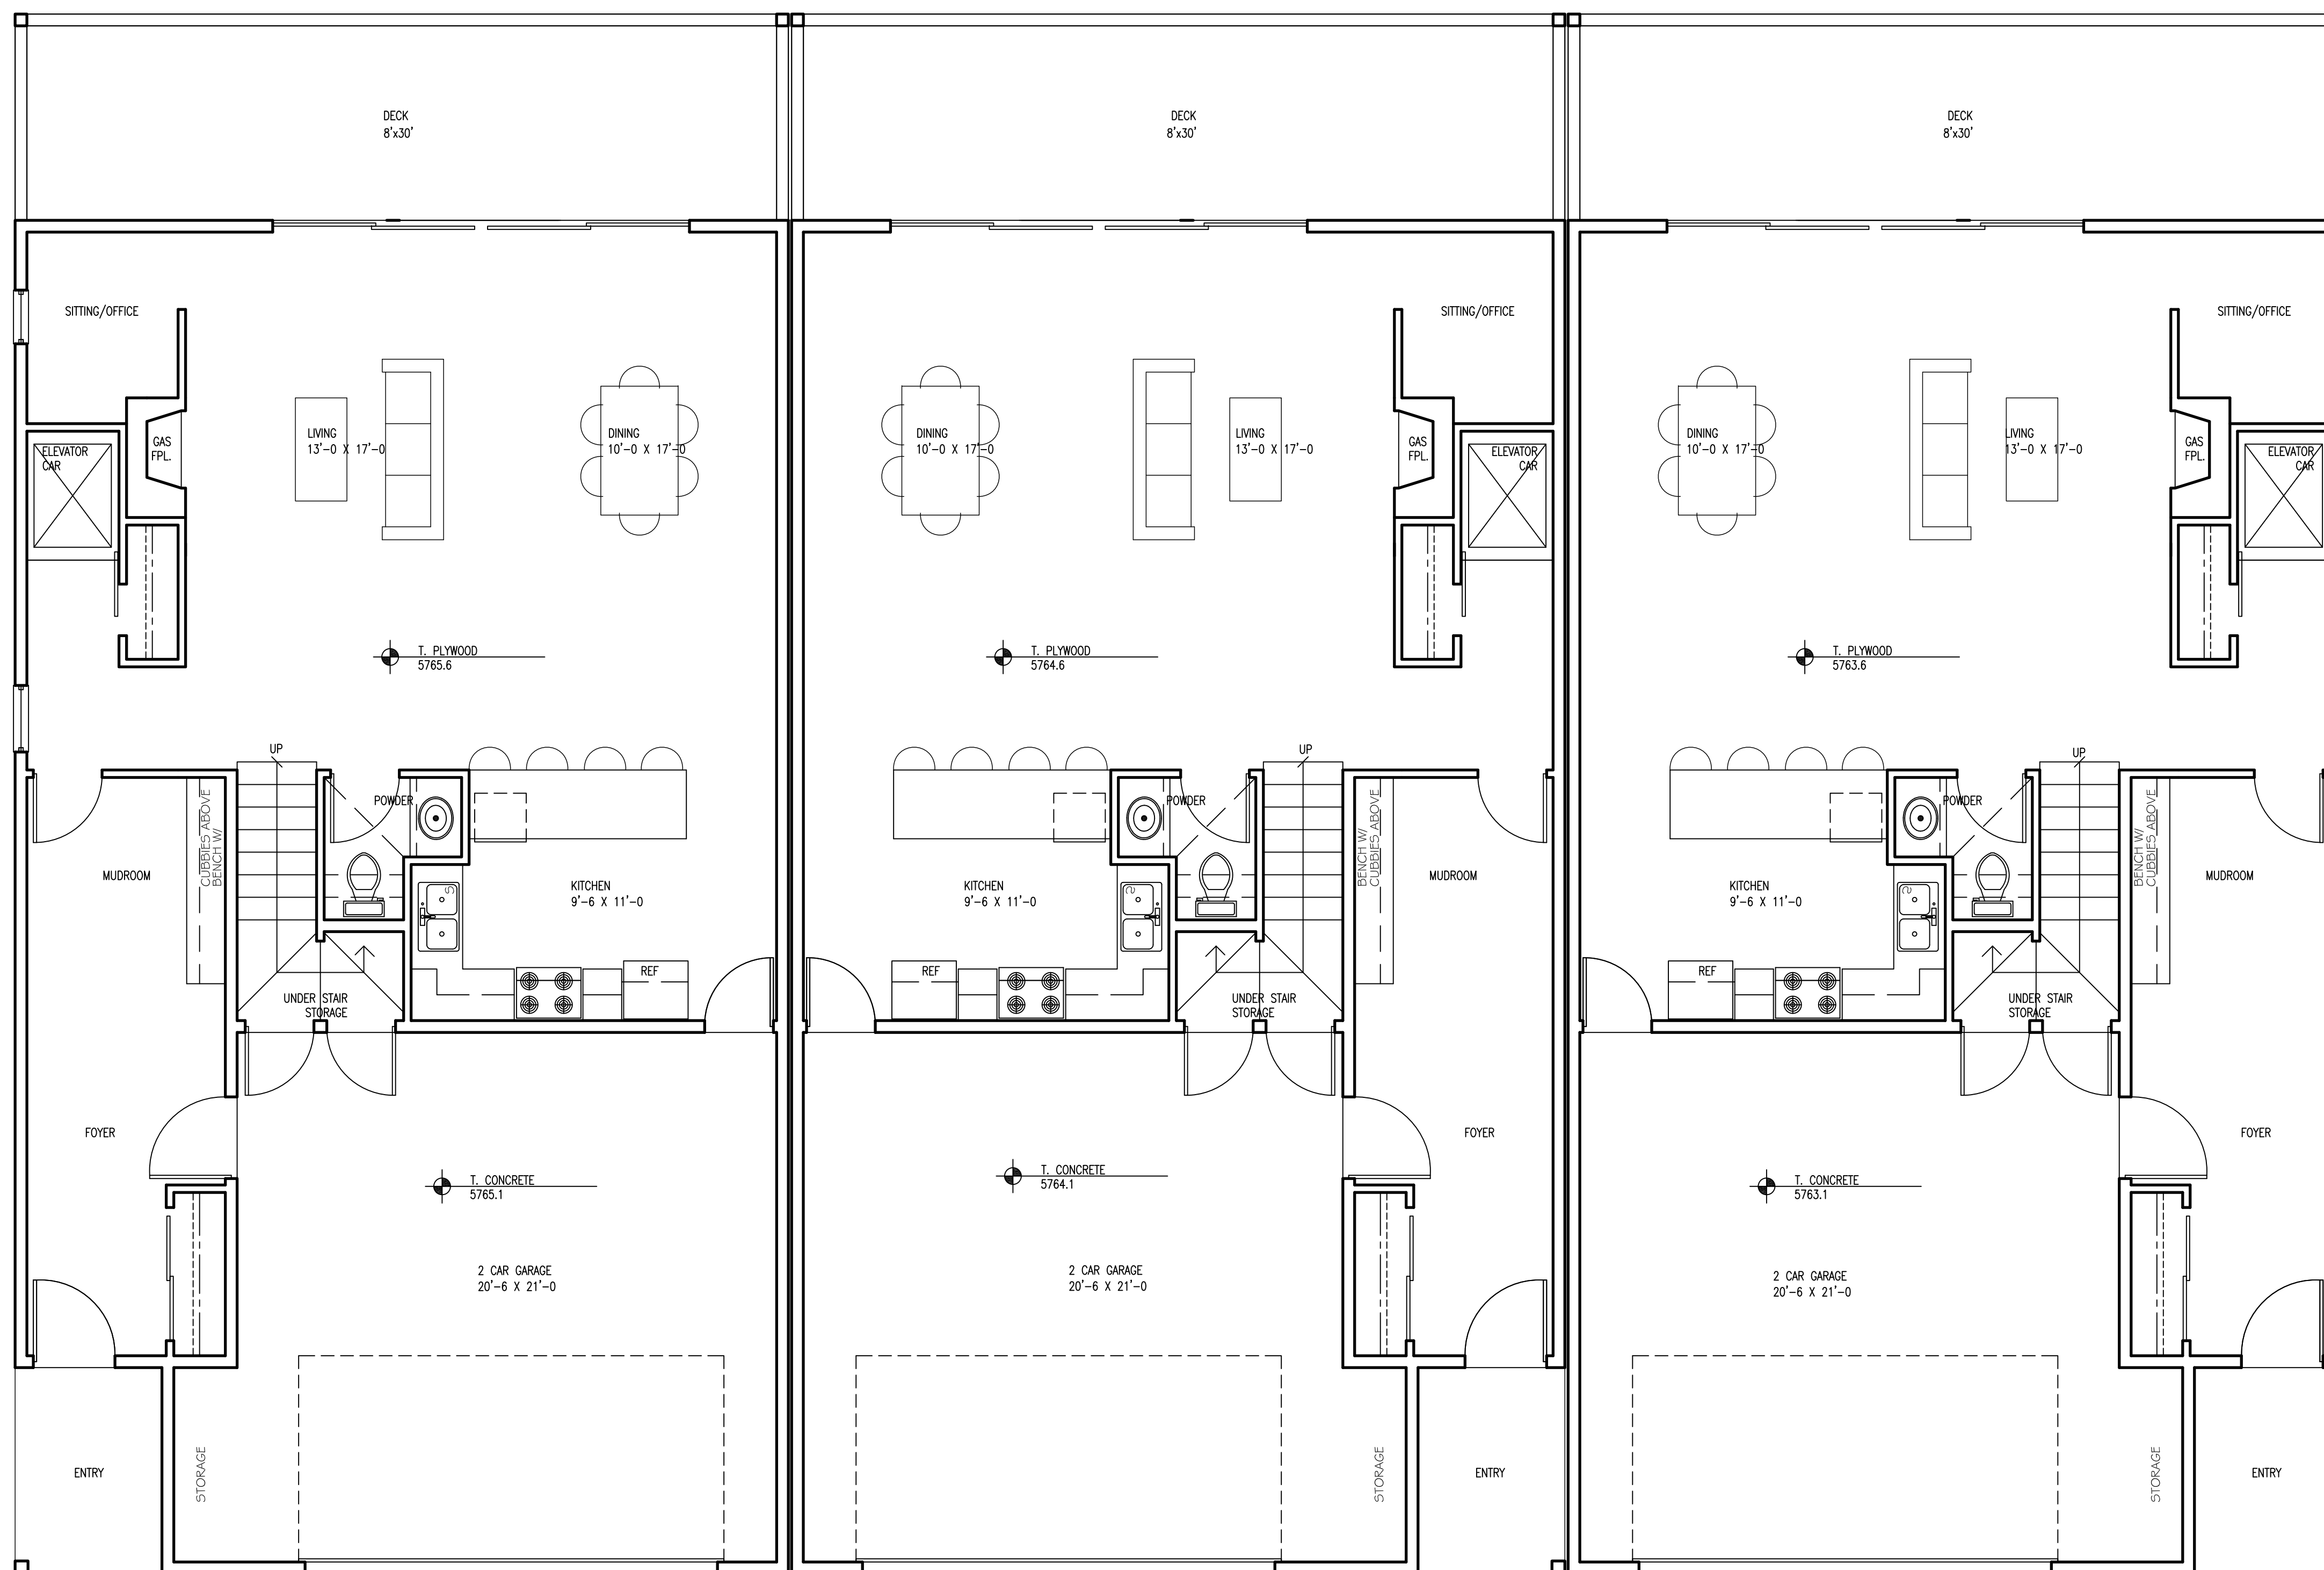 DECK
8'x30'
DECK
8'x30'
DECK
8'x30'
SITTING/OFFICE
SITTING/OFFICE
SITTING/OFFICE
ELEVATOR
CAR
GAS
FPL.
LIVING
13'-0 X 17'-0
DINING
10'-0 X 17'-0
DINING
10'-0 X 17'-0
LIVING
13'-0 X 17'-0
GAS
FPL.
ELEVATOR
CAR
DINING
10'-0 X 17'-0
LIVING
13'-0 X 17'-0
GAS
FPL.
ELEVATOR
CAR
T. PLYWOOD
5765.6
T. PLYWOOD
5764.6
T. PLYWOOD
5763.6
UP
UP
UP
CUBBIES ABOVE
BENCH W/
POWDER
POWDER
BENCH W/
CUBBIES ABOVE
POWDER
BENCH W/
CUBBIES ABOVE
MUDROOM
KITCHEN
9'-6 X 11'-0
KITCHEN
9'-6 X 11'-0
MUDROOM
KITCHEN
9'-6 X 11'-0
MUDROOM
REF
REF
REF
UNDER STAIR
STORAGE
UNDER STAIR
STORAGE
UNDER STAIR
STORAGE
FOYER
FOYER
FOYER
T. CONCRETE
5765.1
T. CONCRETE
5764.1
T. CONCRETE
5763.1
2 CAR GARAGE
20'-6 X 21'-0
2 CAR GARAGE
20'-6 X 21'-0
2 CAR GARAGE
20'-6 X 21'-0
ENTRY
STORAGE
STORAGE
ENTRY
STORAGE
ENTRY